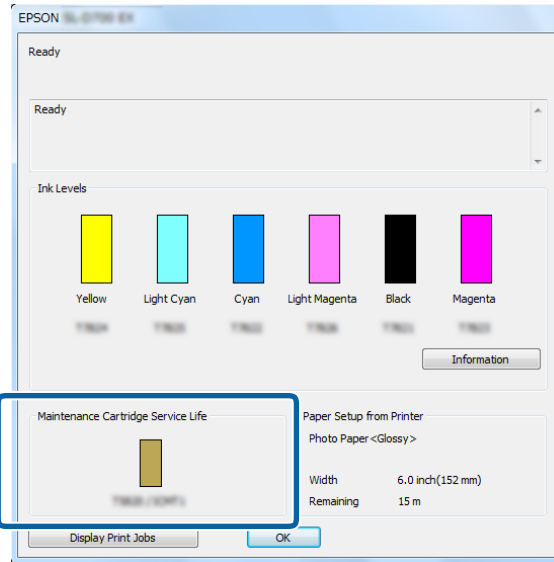 EPSON
Ready
Ready
Ink Levels
Yellow Light Cyan Cyan Light Magenta Black Magenta
Information
Maintenance Cartridge Service Life
Paper Setup from Printer
Photo Paper<Glossy>
Width 6.0 inch(152 mm)
Remaining 15 m
Display Print Jobs OK